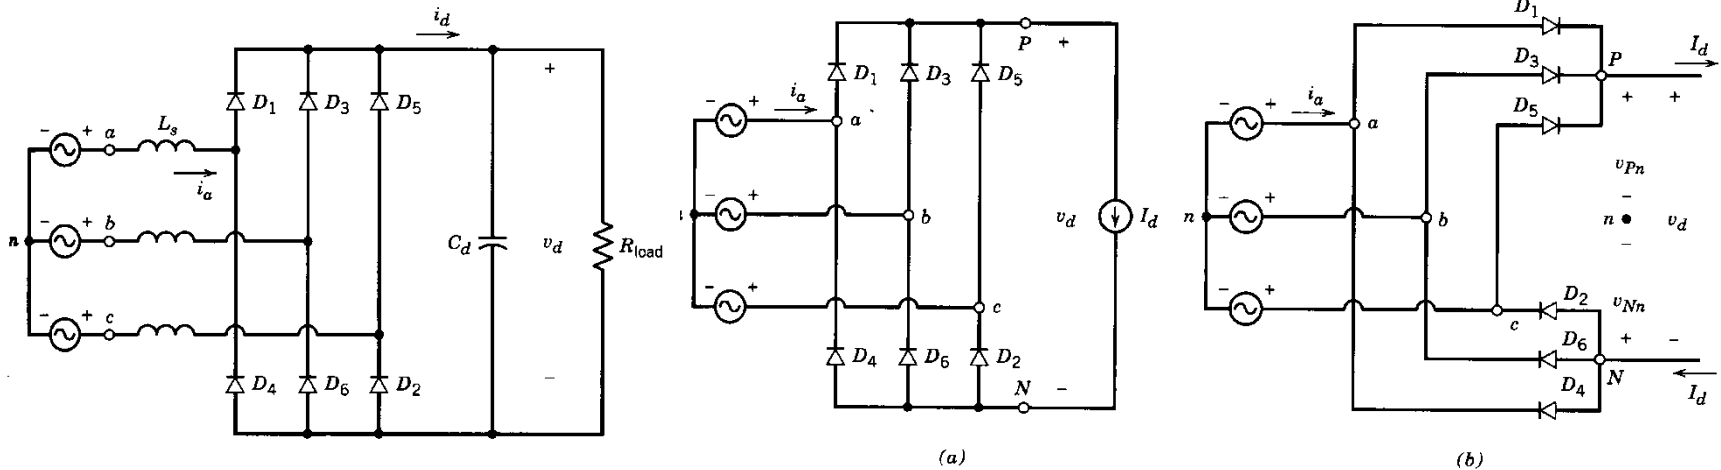 i_d
+
D_1
D_3
D_5
- + a
L_s
i_a
- + b
n
C_d
v_d
R_load
- + c
D_4
D_6
D_2
-
P
+
D_1
D_3
D_5
i_a
- +
a
- +
b
v_d
I_d
- +
c
D_4
D_6
D_2
N
-
(a)
D_1
I_d
D_3
P
D_5
+ +
i_a
- +
a
v_Pn
-
- +
n
b
n
v_d
-
- +
c
D_2
v_Nn
D_6
+ -
N
D_4
I_d
(b)